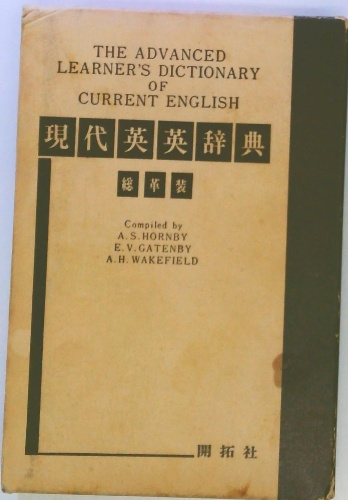 THE ADVANCED
LEARNER'S DICTIONARY
OF
CURRENT ENGLISH
現代英英辞典
総革装
Compiled by
A.S.HORNBY
E.V.GATENBY
A.H.WAKEFIELD
開拓社